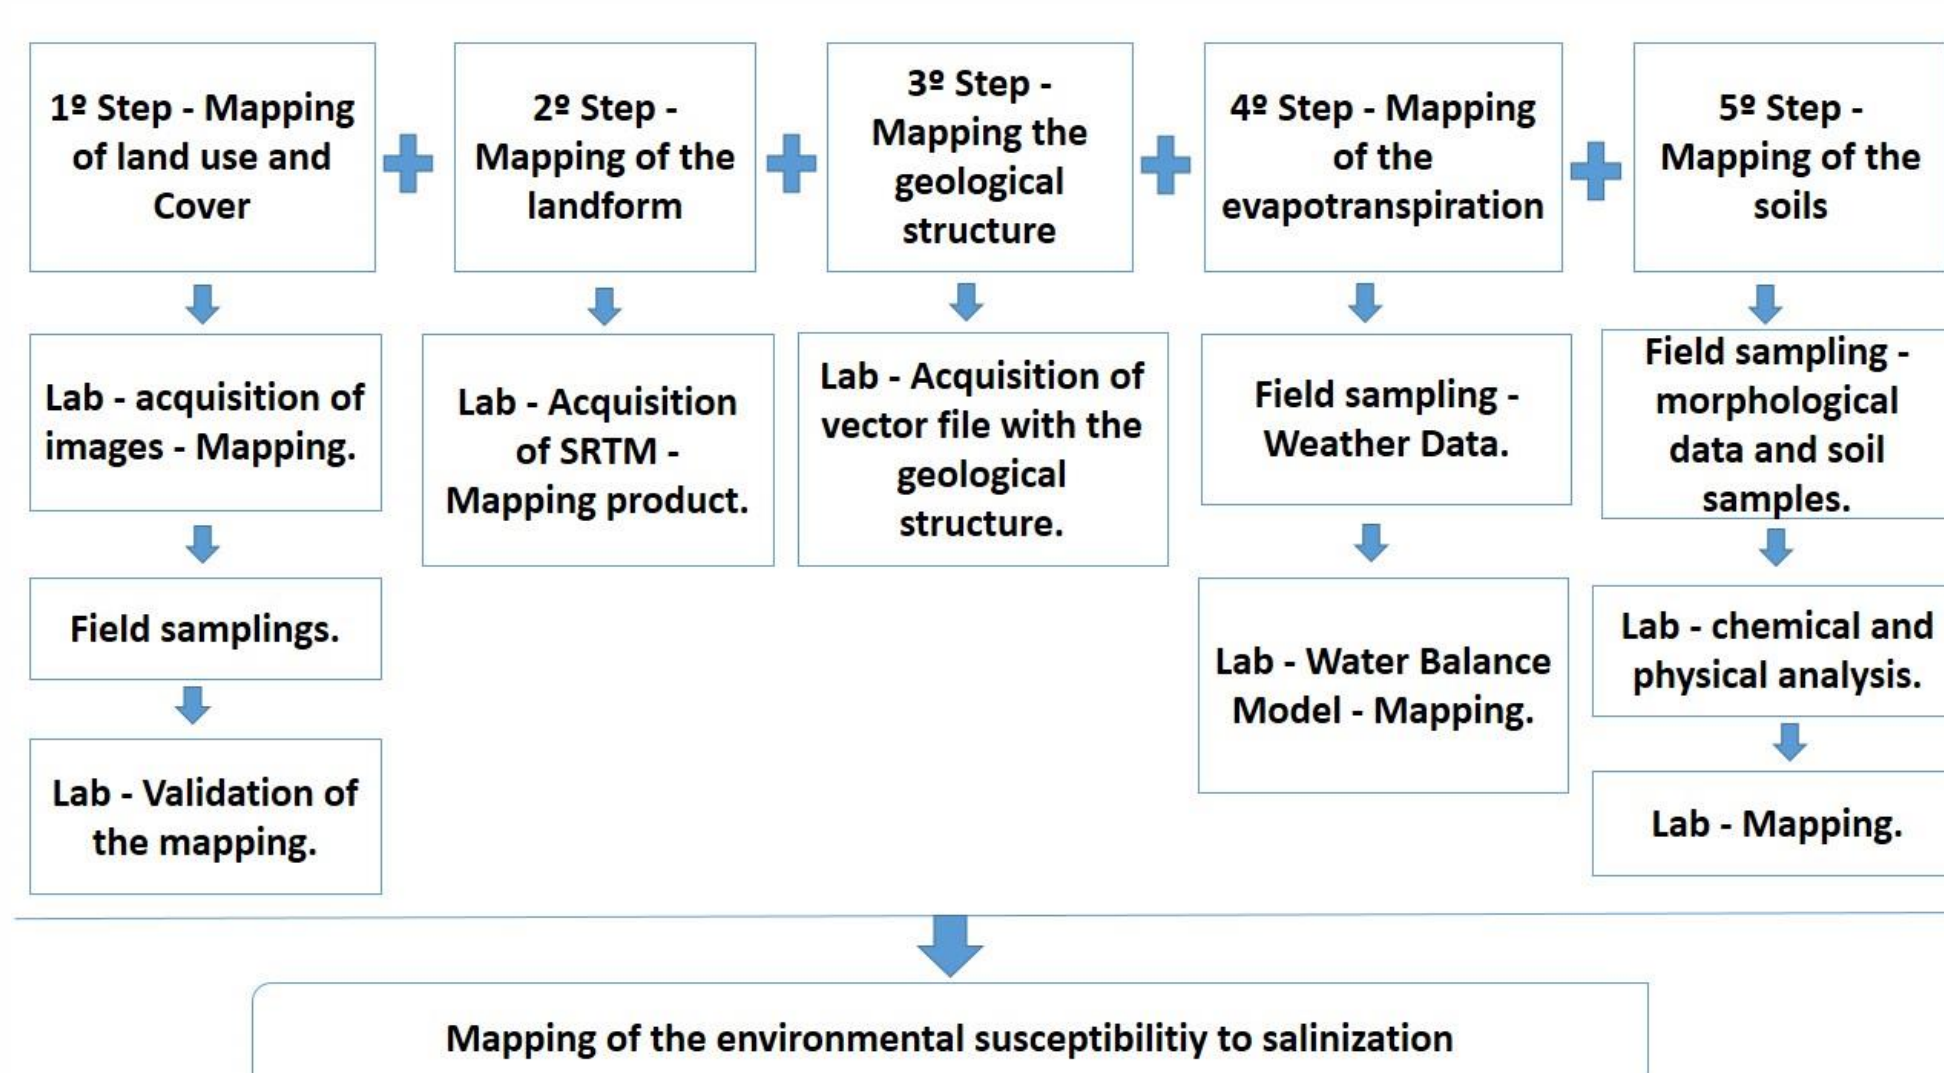 1º Step - Mapping
of land use and
Cover
2º Step -
Mapping of the
landform
3º Step -
Mapping the
geological
structure
4º Step - Mapping
of the
evapotranspiration
5º Step -
Mapping of the
soils
Lab - acquisition of
images - Mapping.
Lab - Acquisition
of SRTM -
Mapping product.
Lab - Acquisition of
vector file with the
geological
structure.
Field sampling -
Weather Data.
Field sampling -
morphological
data and soil
samples.
Field samplings.
Lab - Water Balance
Model - Mapping.
Lab - chemical and
physical analysis.
Lab - Validation of
the mapping.
Lab - Mapping.
Mapping of the environmental susceptibilitiy to salinization